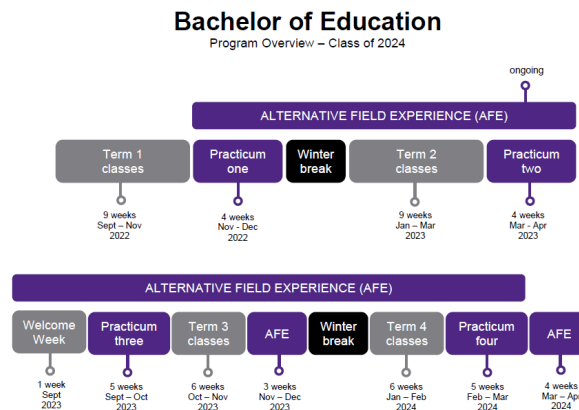 Bachelor of Education
Program Overview – Class of 2024
ongoing
ALTERNATIVE FIELD EXPERIENCE (AFE)
Term 1
classes
Practicum
one
Winter
break
Term 2
classes
Practicum
two
9 weeks
Sept – Nov
2022
4 weeks
Nov - Dec
2022
9 weeks
Jan – Mar
2023
4 weeks
Mar - Apr
2023
ALTERNATIVE FIELD EXPERIENCE (AFE)
Welcome
Week
Practicum
three
Term 3
classes
AFE
Winter
break
Term 4
classes
Practicum
four
AFE
1 week
Sept
2023
5 weeks
Sept – Oct
2023
6 weeks
Oct – Nov
2023
3 weeks
Nov – Dec
2023
6 weeks
Jan – Feb
2024
5 weeks
Feb – Mar
2024
4 weeks
Mar – Apr
2024